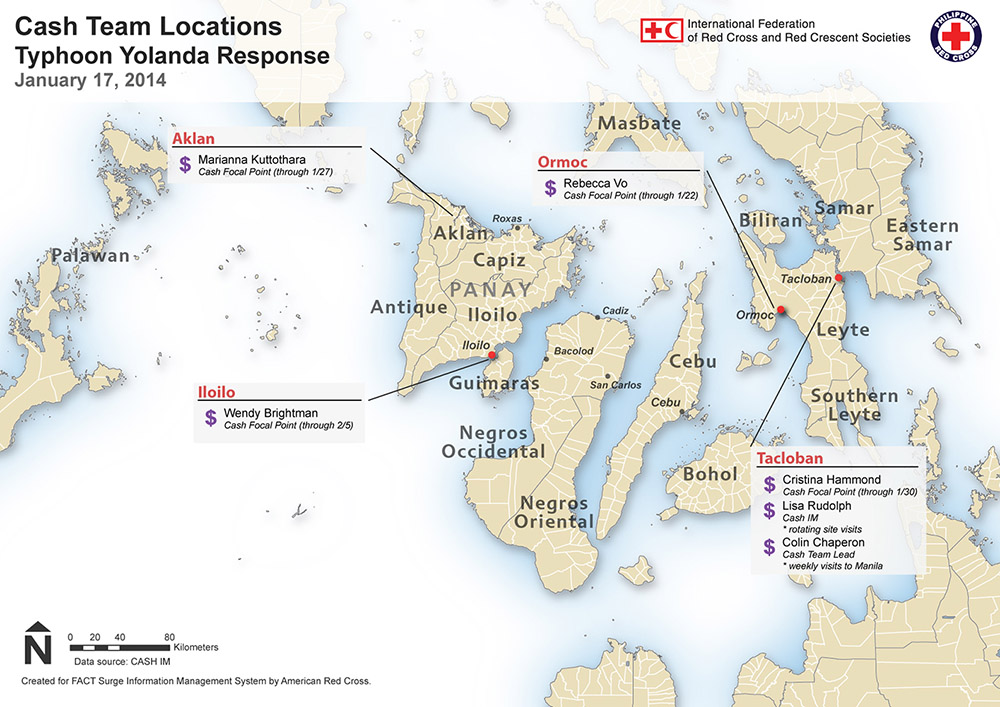 Cash Team Locations
Typhoon Yolanda Response
January 17, 2014
International Federation
of Red Cross and Red Crescent Societies
PHILIPPINE
RED CROSS
Aklan
$ Marianna Kuttothara
Cash Focal Point (through 1/27)
Ormoc
$ Rebecca Vo
Cash Focal Point (through 1/22)
Masbate
Palawan
Aklan
Roxas
Capiz
PANAY
Antique
Iloilo
Iloilo
Guimaras
Biliran
Samar
Eastern
Samar
Tacloban
Ormoc
Leyte
Cadiz
Bacolod
San Carlos
Cebu
Cebu
Southern
Leyte
Iloilo
$ Wendy Brightman
Cash Focal Point (through 2/5)
Negros
Occidental
Negros
Oriental
Bohol
Tacloban
$ Cristina Hammond
Cash Focal Point (through 1/30)
$ Lisa Rudolph
Cash IM
* rotating site visits
$ Colin Chaperon
Cash Team Lead
* weekly visits to Manila
N
0 20 40 80
Kilometers
Data source: CASH IM
Created for FACT Surge Information Management System by American Red Cross.